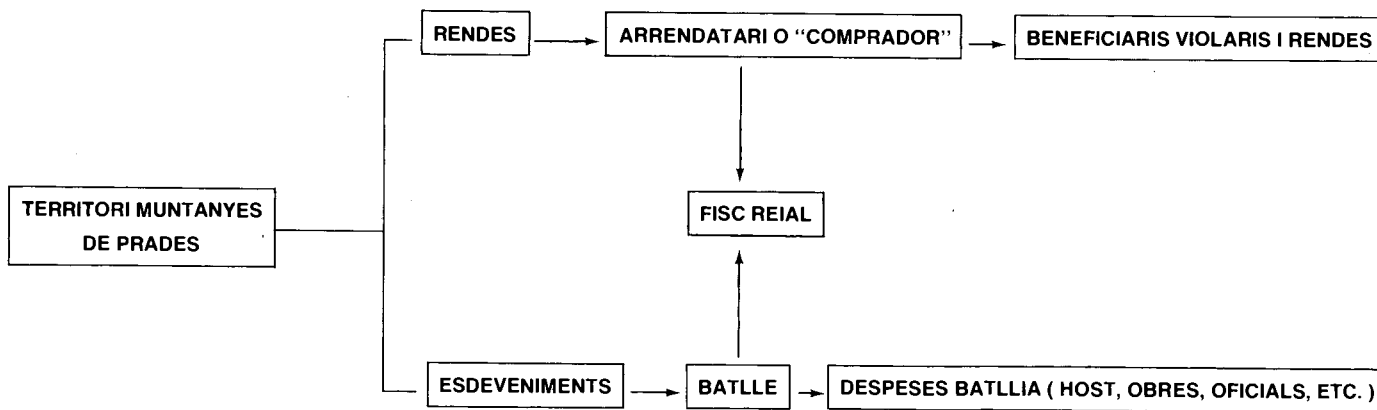 RENDES
ARRENDATARI O “COMPRADOR”
BENEFICIARIS VIOLARIS I RENDES
TERRITORI MUNTANYES
DE PRADES
FISC REIAL
ESDEVENIMENTS
BATLLE
DESPESES BATLLIA ( HOST, OBRES, OFICIALS, ETC. )